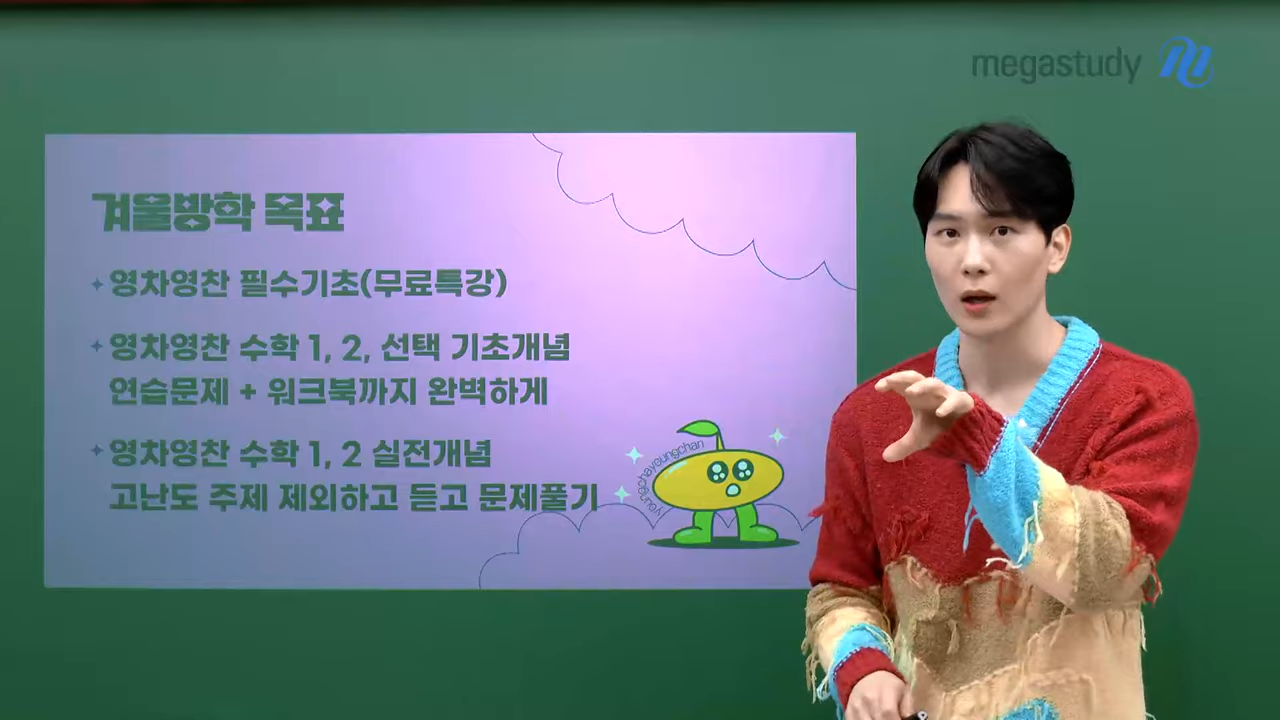 megastudy
겨울방학 목표
영차영찬 필수기초(무료특강)
영차영찬 수학 1, 2, 선택 기초개념
연습문제 + 워크북까지 완벽하게
영차영찬 수학 1, 2 실전개념
고난도 주제 제외하고 듣고 문제풀기
youngchayoungchan